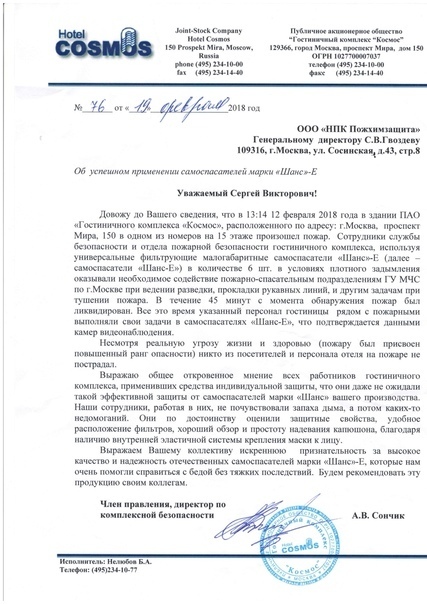 Hotel
COSMOS
Joint-Stock Company
Hotel Cosmos
150 Prospekt Mira, Moscow,
Russia
phone (495) 234-10-00
fax (495) 234-14-40
Публичное акционерное общество
"Гостиничный комплекс "Космос"
129366, город Москва, проспект Мира, дом 150
ОГРН 1027700007037
телефон (495) 234-10-00
факс (495) 234-14-40
№ 76 от « 19 » февраля 2018 год
ООО «НПК Пожхимзащита»
Генеральному директору С.В.Гвоздеву
109316, г.Москва, ул. Сосинская, д.43, стр.8
Об успешном применении самоспасателей марки «Шанс»-Е
Уважаемый Сергей Викторович!
Довожу до Вашего сведения, что в 13:14 12 февраля 2018 года в здании ПАО
«Гостиничного комплекса «Космос», расположенного по адресу: г.Москва, проспект
Мира, 150 в одном из номеров на 15 этаже произошел пожар. Сотрудники службы
безопасности и отдела пожарной безопасности гостиничного комплекса, используя
универсальные фильтрующие малогабаритные самоспасатели «Шанс»-Е (далее –
самоспасатели «Шанс-Е») в количестве 6 шт. в условиях плотного задымления
оказывали необходимое содействие пожарно-спасательным подразделениям ГУ МЧС
по г.Москве при ведении разведки, прокладки рукавных линий, и другим задачам при
тушении пожара. В течение 45 минут с момента обнаружения пожар был
ликвидирован. Все это время указанный персонал гостиницы рядом с пожарными
выполняли свои задачи в самоспасателях «Шанс-Е», что подтверждается данными
камер видеонаблюдения.
Несмотря реальную угрозу жизни и здоровью (пожару был присвоен
повышенный ранг опасности) никто из посетителей и персонала отеля на пожаре не
пострадал.
Выражаю общее откровенное мнение всех работников гостиничного
комплекса, применивших средства индивидуальной защиты, что они даже не ожидали
такой эффективной защиты от самоспасателей марки «Шанс» вашего производства.
Наши сотрудники, работая в них, не почувствовали запаха дыма, а потом каких-то
недомоганий. Они по достоинству оценили защитные свойства, удобное
расположение фильтров, хороший обзор и простоту надевания капюшона, благодаря
наличию внутренней эластичной системы крепления маски к лицу.
Выражаем Вашему коллективу искреннюю признательность за высокое
качество и надежность отечественных самоспасателей марки «Шанс»-Е, которые нам
очень помогли справиться с бедой без тяжких последствий. Будем рекомендовать эту
продукцию своим коллегам.
Член правления, директор по
комплексной безопасности
А.В. Сончик
Hotel
COSMOS
"Космос"
Исполнитель: Нелюбов Б.А.
Телефон: (495)234-10-77